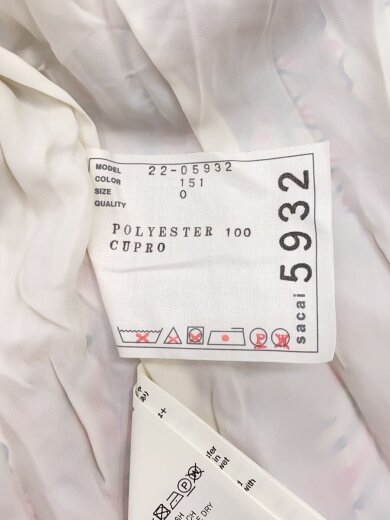 MODEL 22-05932
COLOR 151
SIZE 0
QUALITY
POLYESTER 100
CUPRO
sacai 5932
P W